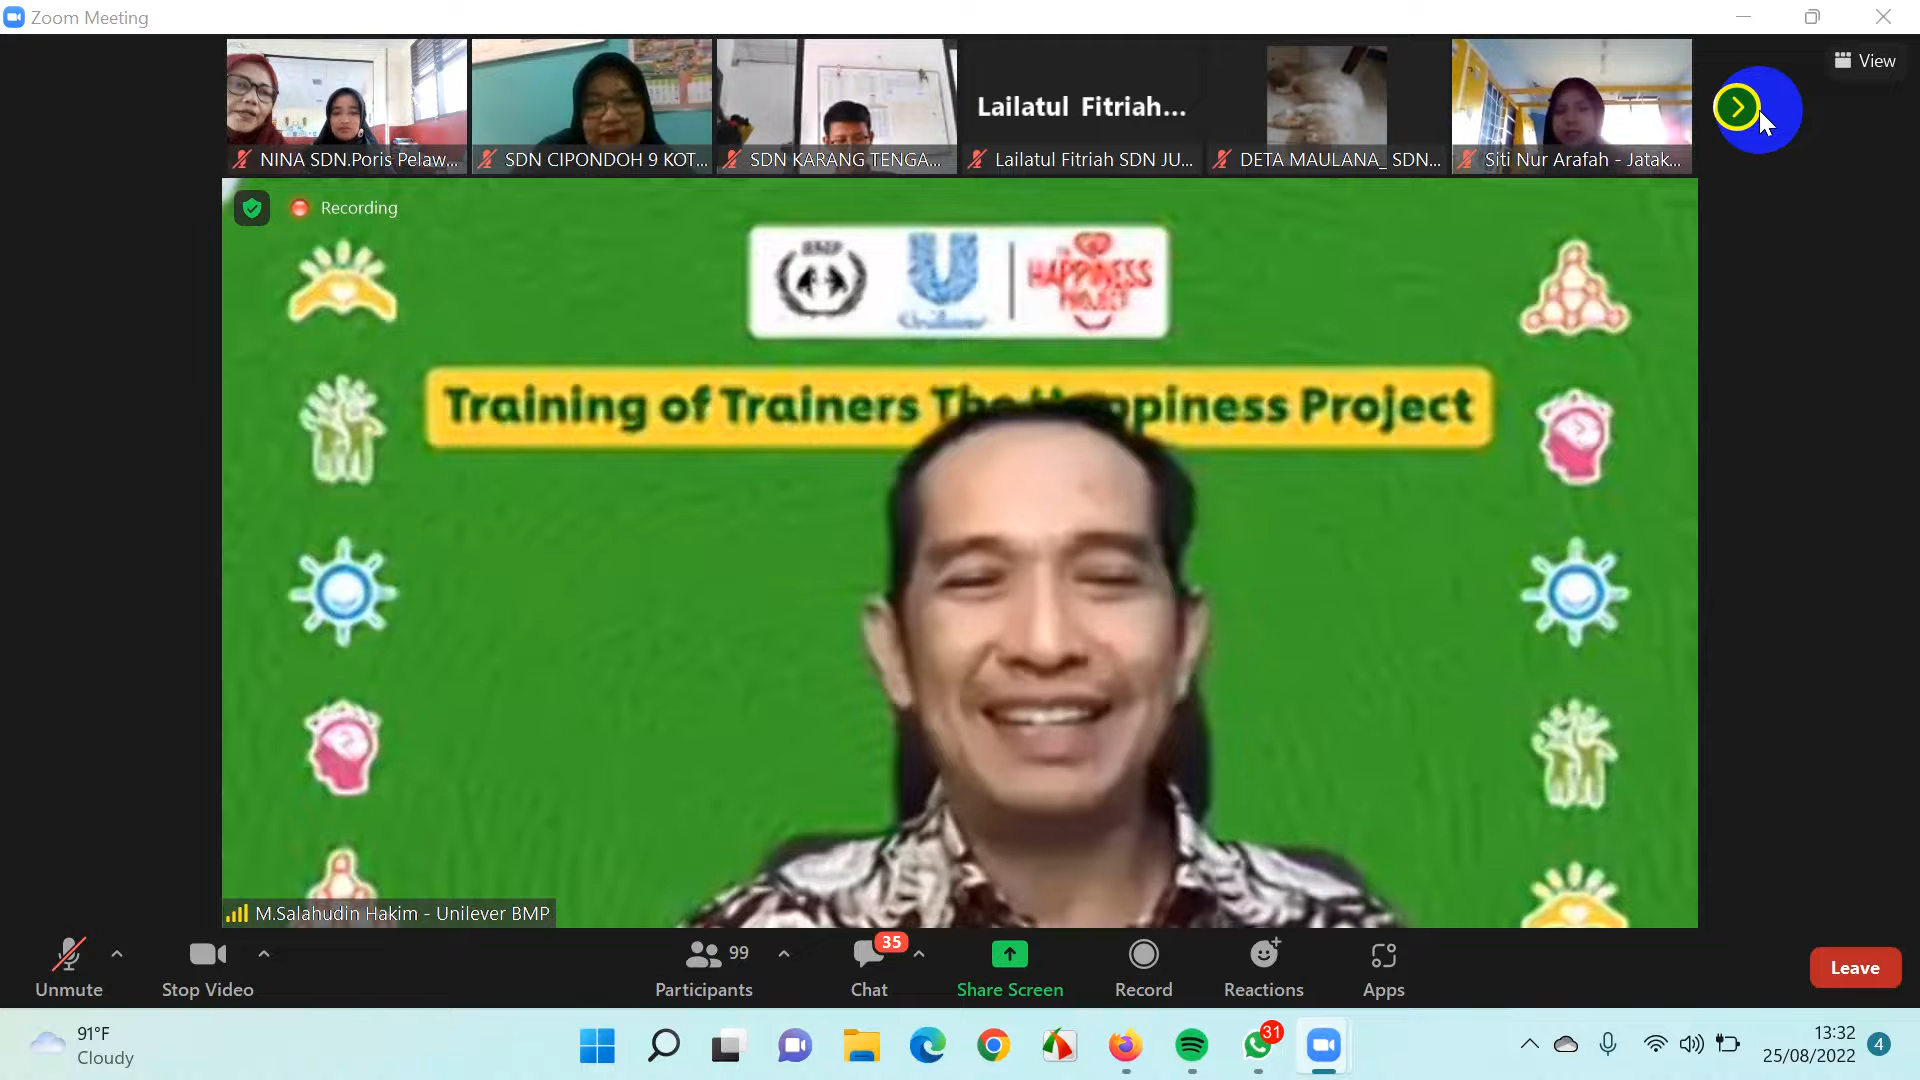 Zoom Meeting
View
Lailatul Fitriah...
NINA SDN.Poris Pelaw...
SDN CIPONDOH 9 KOT...
SDN KARANG TENGA...
Lailatul Fitriah SDN JU...
DETA MAULANA_ SDN...
Siti Nur Arafah - Jatak...
Recording
Unilever
HAPPINESS
PROJECT
Training of Trainers The Happiness Project
M.Salahudin Hakim - Unilever BMP
99
35
Unmute
Stop Video
Participants
Chat
Share Screen
Record
Reactions
Apps
Leave
91°F
Cloudy
31
13:32
25/08/2022
4